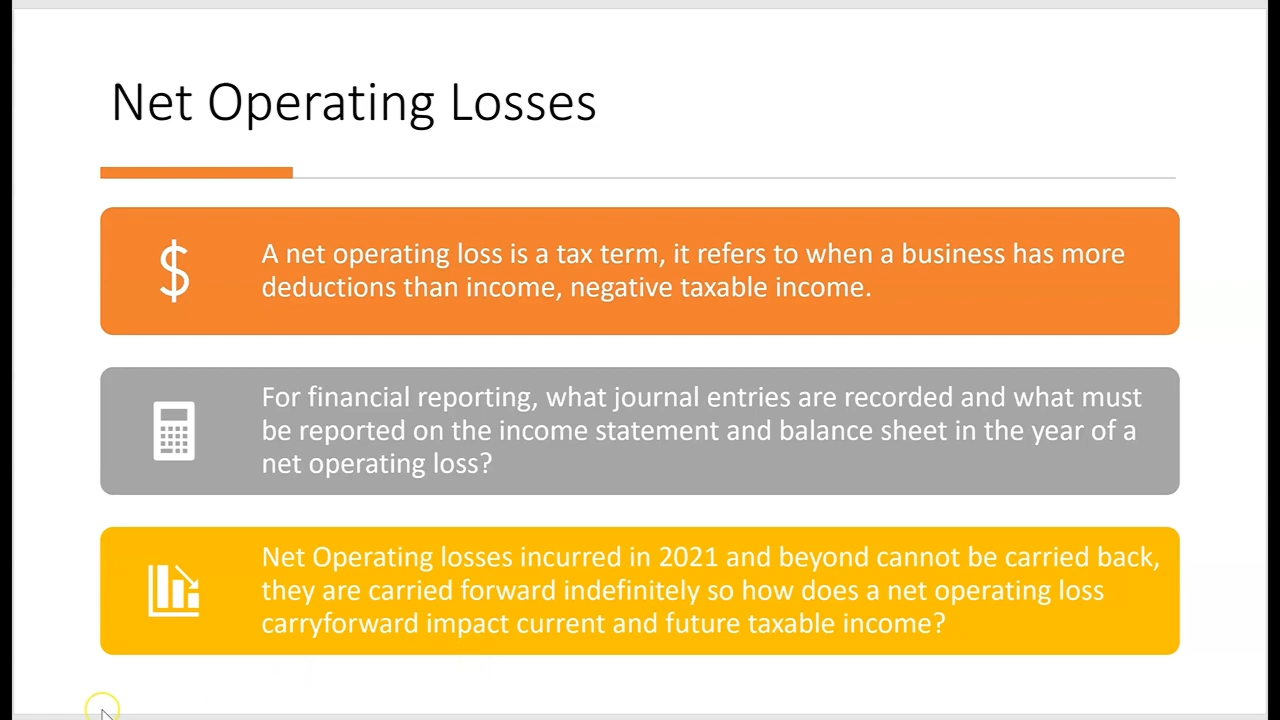 Net Operating Losses
A net operating loss is a tax term, it refers to when a business has more
deductions than income, negative taxable income.
For financial reporting, what journal entries are recorded and what must
be reported on the income statement and balance sheet in the year of a
net operating loss?
Net Operating losses incurred in 2021 and beyond cannot be carried back,
they are carried forward indefinitely so how does a net operating loss
carryforward impact current and future taxable income?